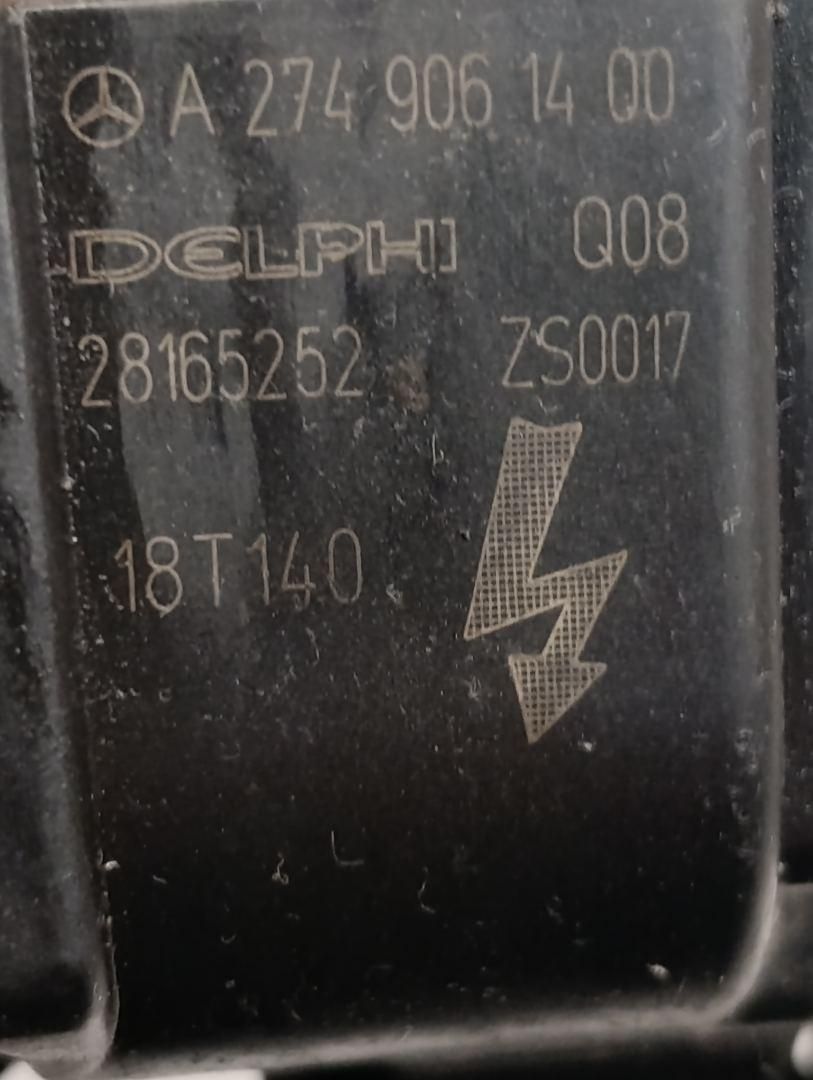 A 274 906 14 00
DELPHI Q08
28165252 ZS0017
18T140